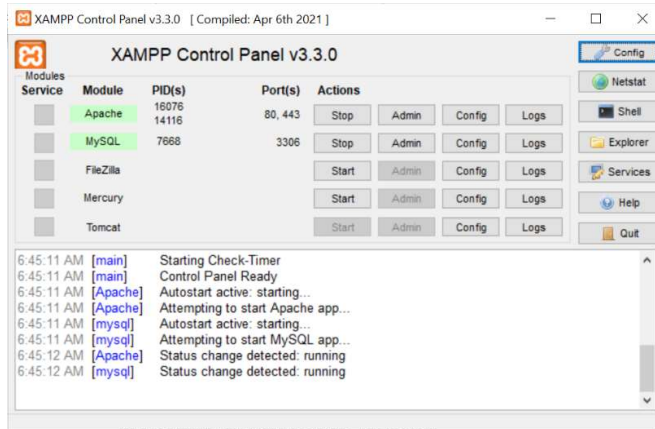 XAMPP Control Panel v3.3.0 [ Compiled: Apr 6th 2021 ]
XAMPP Control Panel v3.3.0
Config
Modules
Service Module PID(s) Port(s) Actions
Netstat
Apache 16076 14116 80, 443 Stop Admin Config Logs
Shell
MySQL 7668 3306 Stop Admin Config Logs
Explorer
FileZilla Start Admin Config Logs
Services
Mercury Start Admin Config Logs
Help
Tomcat Start Admin Config Logs
Quit
6:45:11 AM [main] Starting Check-Timer
6:45:11 AM [main] Control Panel Ready
6:45:11 AM [Apache] Autostart active: starting...
6:45:11 AM [Apache] Attempting to start Apache app...
6:45:11 AM [mysql] Autostart active: starting...
6:45:11 AM [mysql] Attempting to start MySQL app...
6:45:12 AM [Apache] Status change detected: running
6:45:12 AM [mysql] Status change detected: running